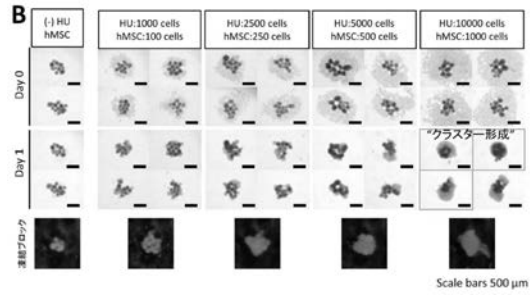 B
(-) HU
hMSC
HU:1000 cells
hMSC:100 cells
HU:2500 cells
hMSC:250 cells
HU:5000 cells
hMSC:500 cells
HU:10000 cells
hMSC:1000 cells
Day 0
Day 1
"クラスター形成"
凍結ブロック
Scale bars 500 μm